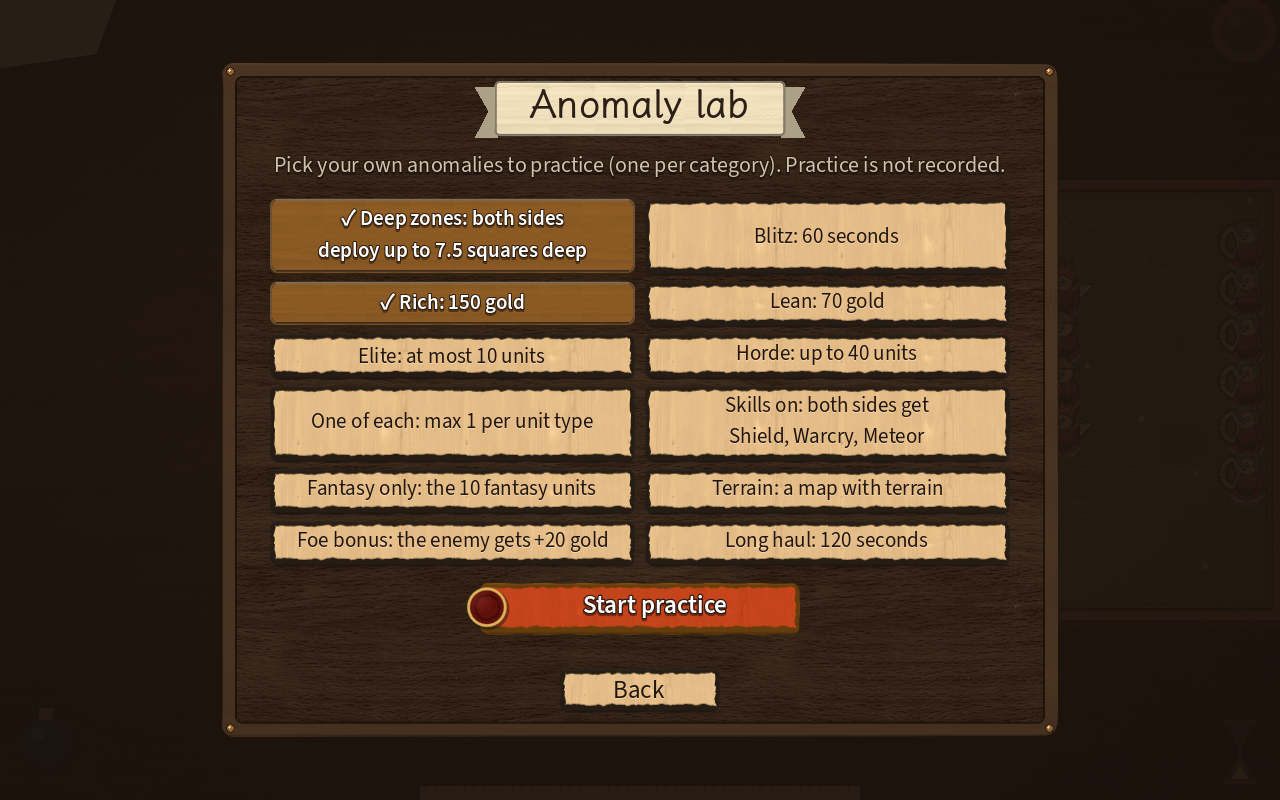 Anomaly lab
Pick your own anomalies to practice (one per category). Practice is not recorded.
✓ Deep zones: both sides
deploy up to 7.5 squares deep
Blitz: 60 seconds
✓ Rich: 150 gold
Lean: 70 gold
Elite: at most 10 units
Horde: up to 40 units
One of each: max 1 per unit type
Skills on: both sides get
Shield, Warcry, Meteor
Fantasy only: the 10 fantasy units
Terrain: a map with terrain
Foe bonus: the enemy gets +20 gold
Long haul: 120 seconds
Start practice
Back